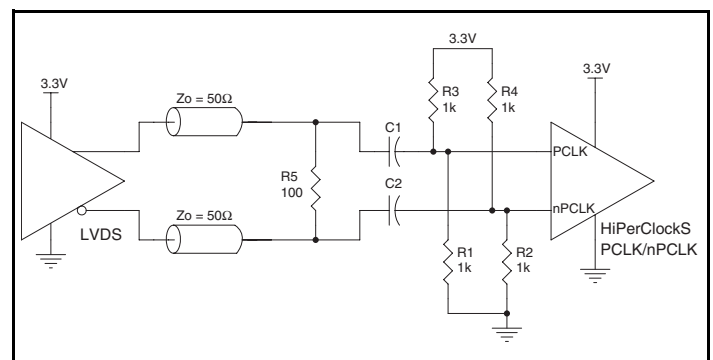 3.3V
3.3V
R3
1k
R4
1k
3.3V
Zo = 50Ω
C1
PCLK
R5
100
C2
nPCLK
Zo = 50Ω
LVDS
HiPerClockS
PCLK/nPCLK
R1
1k
R2
1k